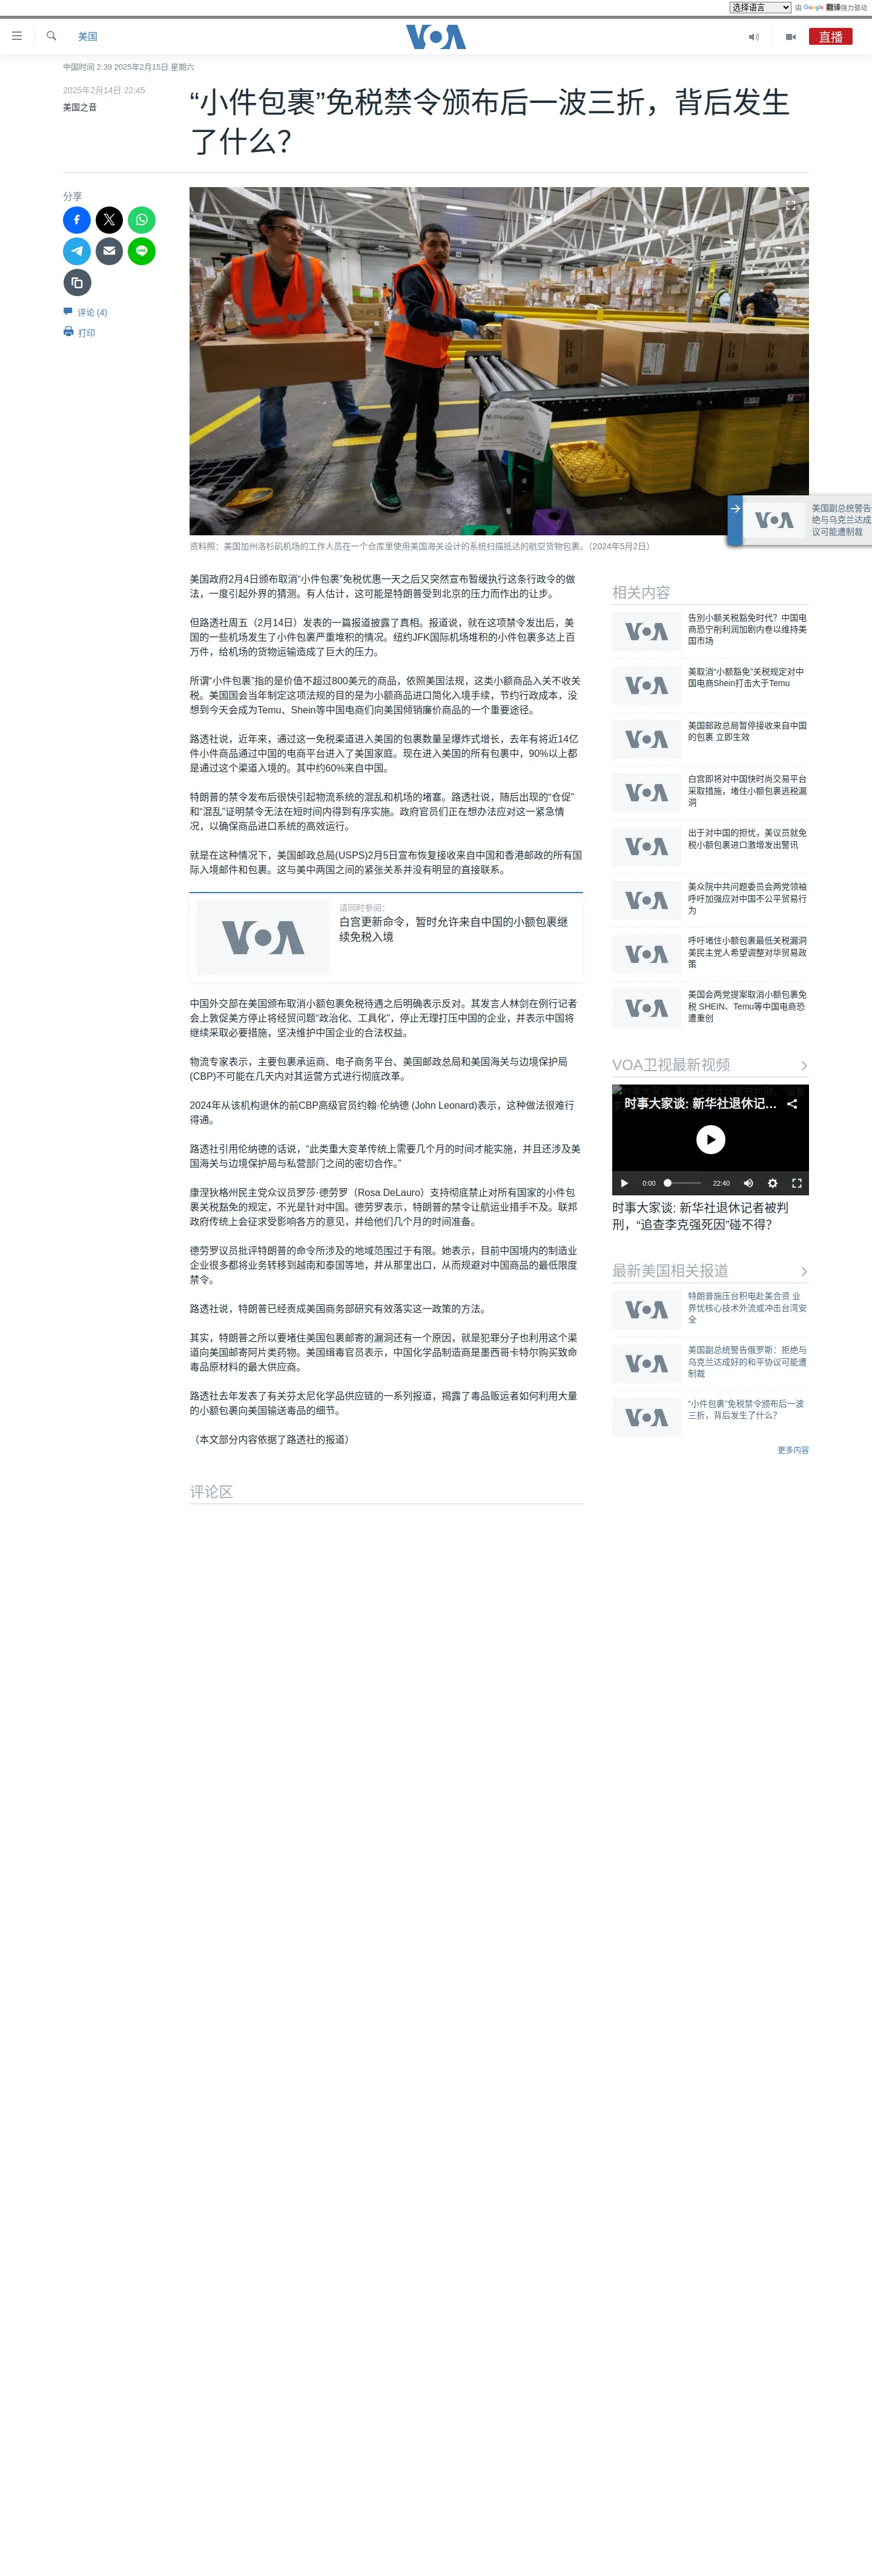 选择语言
由 Google 翻译强力驱动
美国
VOA
直播
中国时间 2:39 2025年2月15日 星期六
2025年2月14日 22:45
美国之音
“小件包裹”免税禁令颁布后一波三折，背后发生
了什么？
分享
评论 (4)
打印
资料照：美国加州洛杉矶机场的工作人员在一个仓库里使用美国海关设计的系统扫描抵达的航空货物包裹。（2024年5月2日）
VOA
美国副总统警告
绝与乌克兰达成
议可能遭制裁
美国政府2月4日颁布取消“小件包裹”免税优惠一天之后又突然宣布暂缓执行这条行政令的做
法，一度引起外界的猜测。有人估计，这可能是特朗普受到北京的压力而作出的让步。
但路透社周五（2月14日）发表的一篇报道披露了真相。报道说，就在这项禁令发出后，美
国的一些机场发生了小件包裹严重堆积的情况。纽约JFK国际机场堆积的小件包裹多达上百
万件，给机场的货物运输造成了巨大的压力。
所谓“小件包裹”指的是价值不超过800美元的商品，依照美国法规，这类小额商品入关不收关
税。美国国会当年制定这项法规的目的是为小额商品进口简化入境手续，节约行政成本，没
想到今天会成为Temu、Shein等中国电商们向美国倾销廉价商品的一个重要途径。
路透社说，近年来，通过这一免税渠道进入美国的包裹数量呈爆炸式增长，去年有将近14亿
件小件商品通过中国的电商平台进入了美国家庭。现在进入美国的所有包裹中，90%以上都
是通过这个渠道入境的。其中约60%来自中国。
特朗普的禁令发布后很快引起物流系统的混乱和机场的堵塞。路透社说，随后出现的“仓促”
和“混乱”证明禁令无法在短时间内得到有序实施。政府官员们正在想办法应对这一紧急情
况，以确保商品进口系统的高效运行。
就是在这种情况下，美国邮政总局(USPS)2月5日宣布恢复接收来自中国和香港邮政的所有国
际入境邮件和包裹。这与美中两国之间的紧张关系并没有明显的直接联系。
VOA
请同时参阅：
白宫更新命令，暂时允许来自中国的小额包裹继
续免税入境
中国外交部在美国颁布取消小额包裹免税待遇之后明确表示反对。其发言人林剑在例行记者
会上敦促美方停止将经贸问题“政治化、工具化”，停止无理打压中国的企业，并表示中国将
继续采取必要措施，坚决维护中国企业的合法权益。
物流专家表示，主要包裹承运商、电子商务平台、美国邮政总局和美国海关与边境保护局
(CBP)不可能在几天内对其运营方式进行彻底改革。
2024年从该机构退休的前CBP高级官员约翰·伦纳德 (John Leonard)表示，这种做法很难行
得通。
路透社引用伦纳德的话说，“此类重大变革传统上需要几个月的时间才能实施，并且还涉及美
国海关与边境保护局与私营部门之间的密切合作。”
康涅狄格州民主党众议员罗莎·德劳罗（Rosa DeLauro）支持彻底禁止对所有国家的小件包
裹关税豁免的规定，不光是针对中国。德劳罗表示，特朗普的禁令让航运业措手不及。联邦
政府传统上会征求受影响各方的意见，并给他们几个月的时间准备。
德劳罗议员批评特朗普的命令所涉及的地域范围过于有限。她表示，目前中国境内的制造业
企业很多都将业务转移到越南和泰国等地，并从那里出口，从而规避对中国商品的最低限度
禁令。
路透社说，特朗普已经责成美国商务部研究有效落实这一政策的方法。
其实，特朗普之所以要堵住美国包裹邮寄的漏洞还有一个原因，就是犯罪分子也利用这个渠
道向美国邮寄阿片类药物。美国缉毒官员表示，中国化学品制造商是墨西哥卡特尔购买致命
毒品原材料的最大供应商。
路透社去年发表了有关芬太尼化学品供应链的一系列报道，揭露了毒品贩运者如何利用大量
的小额包裹向美国输送毒品的细节。
（本文部分内容依据了路透社的报道）
评论区
相关内容
VOA
告別小额关税豁免时代？中国电
商恐宁削利润加剧内卷以维持美
国市场
VOA
美取消“小额豁免”关税规定对中
国电商Shein打击大于Temu
VOA
美国邮政总局暂停接收来自中国
的包裹 立即生效
VOA
白宫即将对中国快时尚交易平台
采取措施，堵住小额包裹逃税漏
洞
VOA
出于对中国的担忧，美议员就免
税小额包裹进口激增发出警讯
VOA
美众院中共问题委员会两党领袖
呼吁加强应对中国不公平贸易行
为
VOA
呼吁堵住小额包裹最低关税漏洞
美民主党人希望调整对华贸易政
策
VOA
美国会两党提案取消小额包裹免
税 SHEIN、Temu等中国电商恐
遭重创
VOA卫视最新视频
时事大家谈: 新华社退休记…
0:00
22:40
时事大家谈: 新华社退休记者被判
刑，“追查李克强死因”碰不得？
最新美国相关报道
VOA
特朗普施压台积电赴美合资 业
界忧核心技术外流或冲击台湾安
全
VOA
美国副总统警告俄罗斯：拒绝与
乌克兰达成好的和平协议可能遭
制裁
VOA
“小件包裹”免税禁令颁布后一波
三折，背后发生了什么？
更多内容